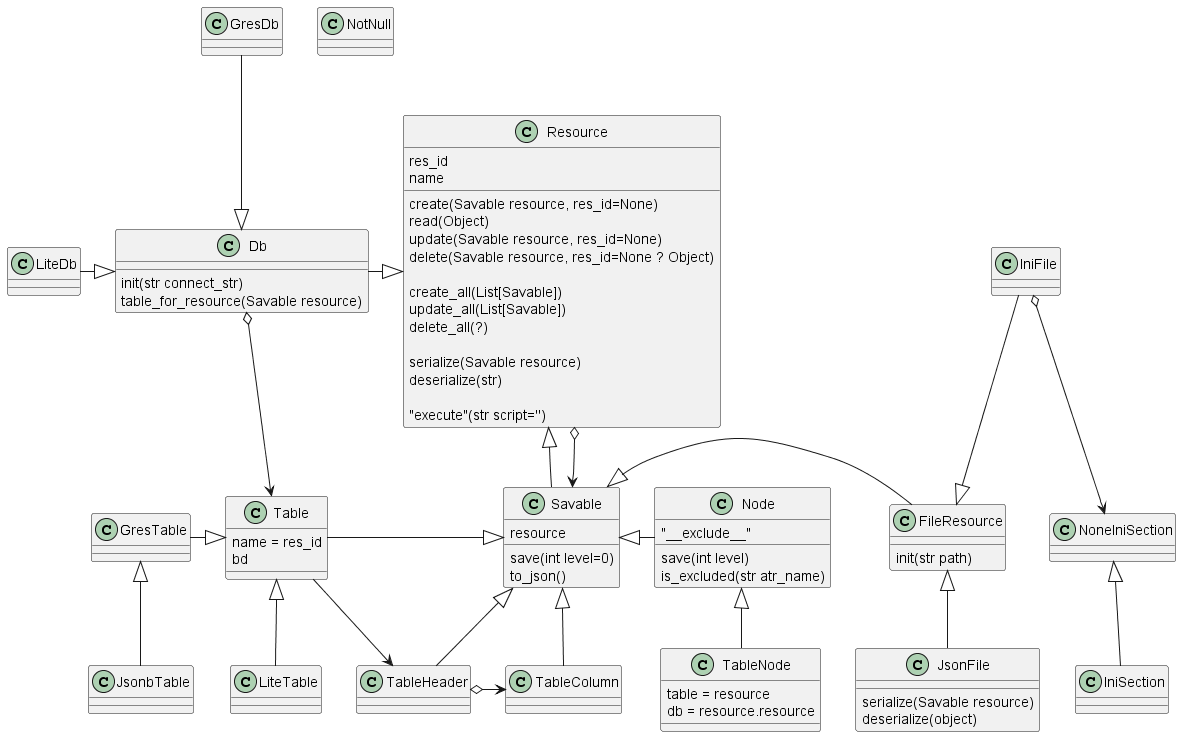 C GresDb
C NotNull
C Resource
res_id
name
create(Savable resource, res_id=None)
read(Object)
update(Savable resource, res_id=None)
delete(Savable resource, res_id=None ? Object)
create_all(List[Savable])
update_all(List[Savable])
delete_all(?)
serialize(Savable resource)
deserialize(str)
"execute"(str script='')
C LiteDb
C Db
init(str connect_str)
table_for_resource(Savable resource)
C IniFile
C GresTable
C Table
name = res_id
bd
C Savable
resource
save(int level=0)
to_json()
C Node
"__exclude__"
save(int level)
is_excluded(str atr_name)
C FileResource
init(str path)
C NoneIniSection
C JsonbTable
C LiteTable
C TableHeader
C TableColumn
C TableNode
table = resource
db = resource.resource
C JsonFile
serialize(Savable resource)
deserialize(object)
C IniSection